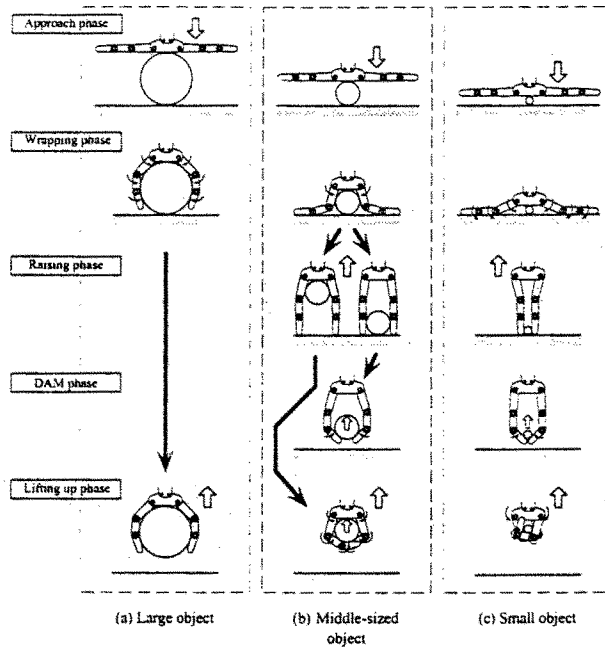 Approach phase
Wrapping phase
Raising phase
DAM phase
Lifting up phase
(a) Large object
(b) Middle-sized
object
(c) Small object